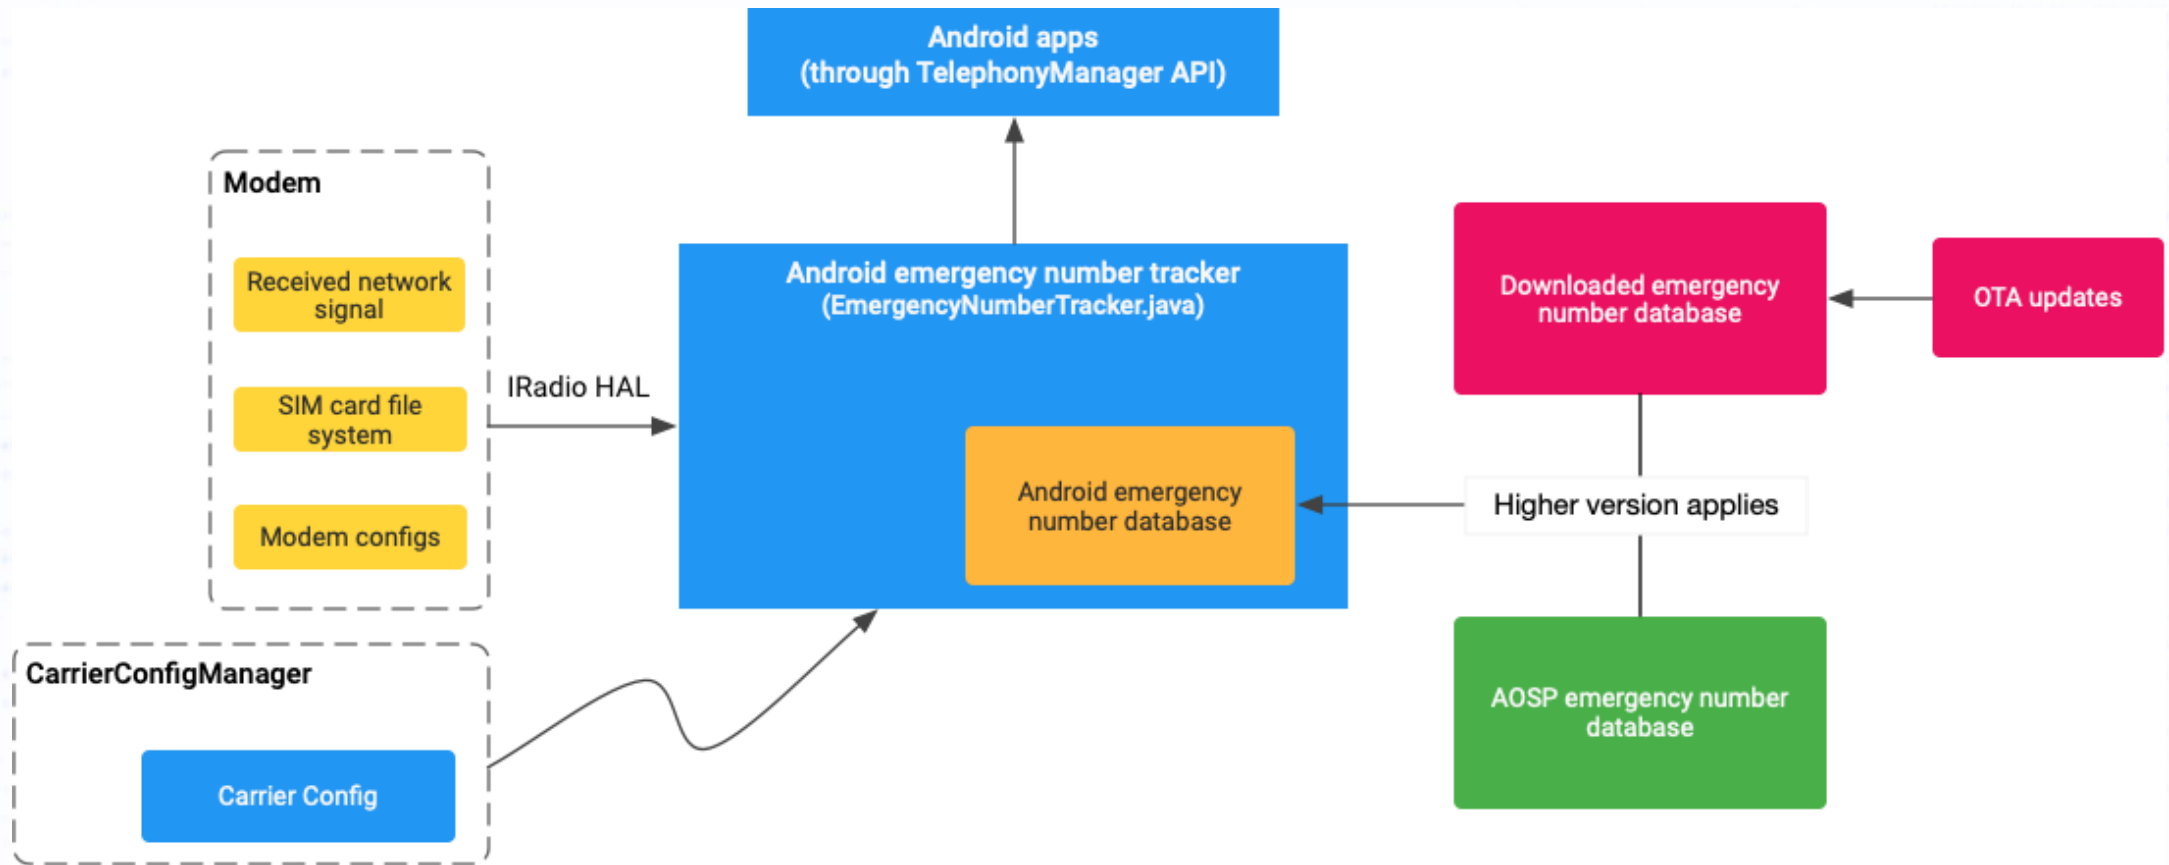 Android apps
(through TelephonyManager API)
Modem
Received network
signal
SIM card file
system
Modem configs
IRadio HAL
Android emergency number tracker
(EmergencyNumberTracker.java)
Android emergency
number database
Downloaded emergency
number database
OTA updates
Higher version applies
AOSP emergency number
database
CarrierConfigManager
Carrier Config